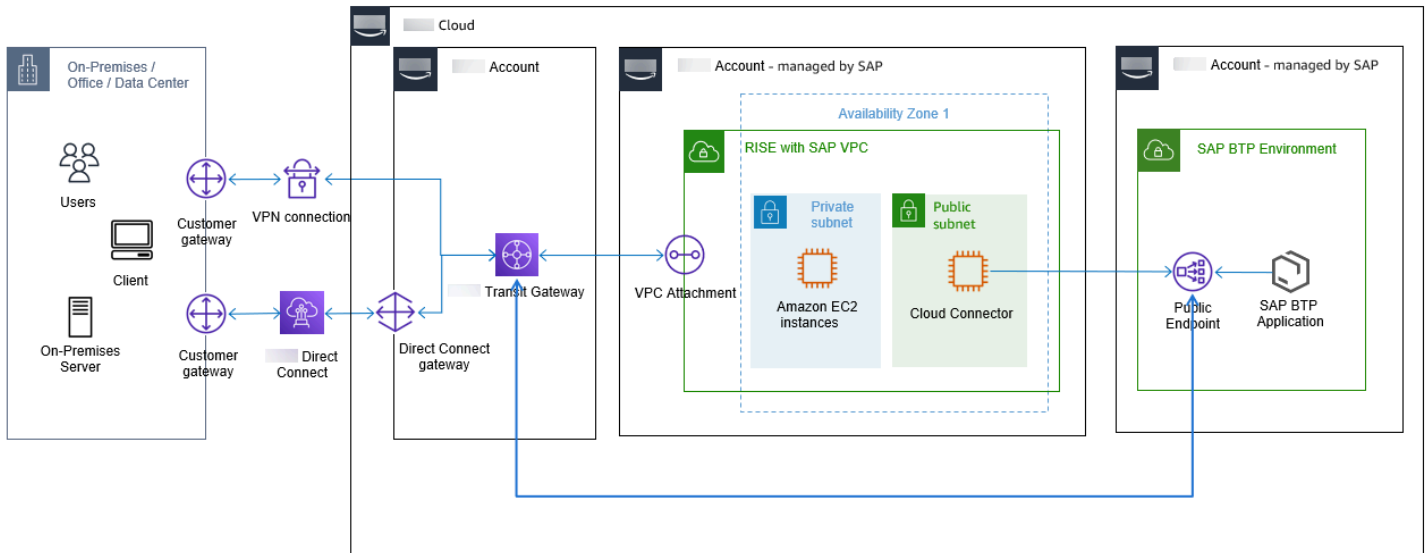 Cloud
On-Premises /
Office / Data Center
Account
Account - managed by SAP
Account - managed by SAP
Availability Zone 1
RISE with SAP VPC
SAP BTP Environment
Users
Customer
gateway
VPN connection
Private
subnet
Public
subnet
Client
Transit Gateway
VPC Attachment
Amazon EC2
instances
Cloud Connector
Public
Endpoint
SAP BTP
Application
On-Premises
Server
Customer
gateway
Direct
Connect
Direct Connect
gateway